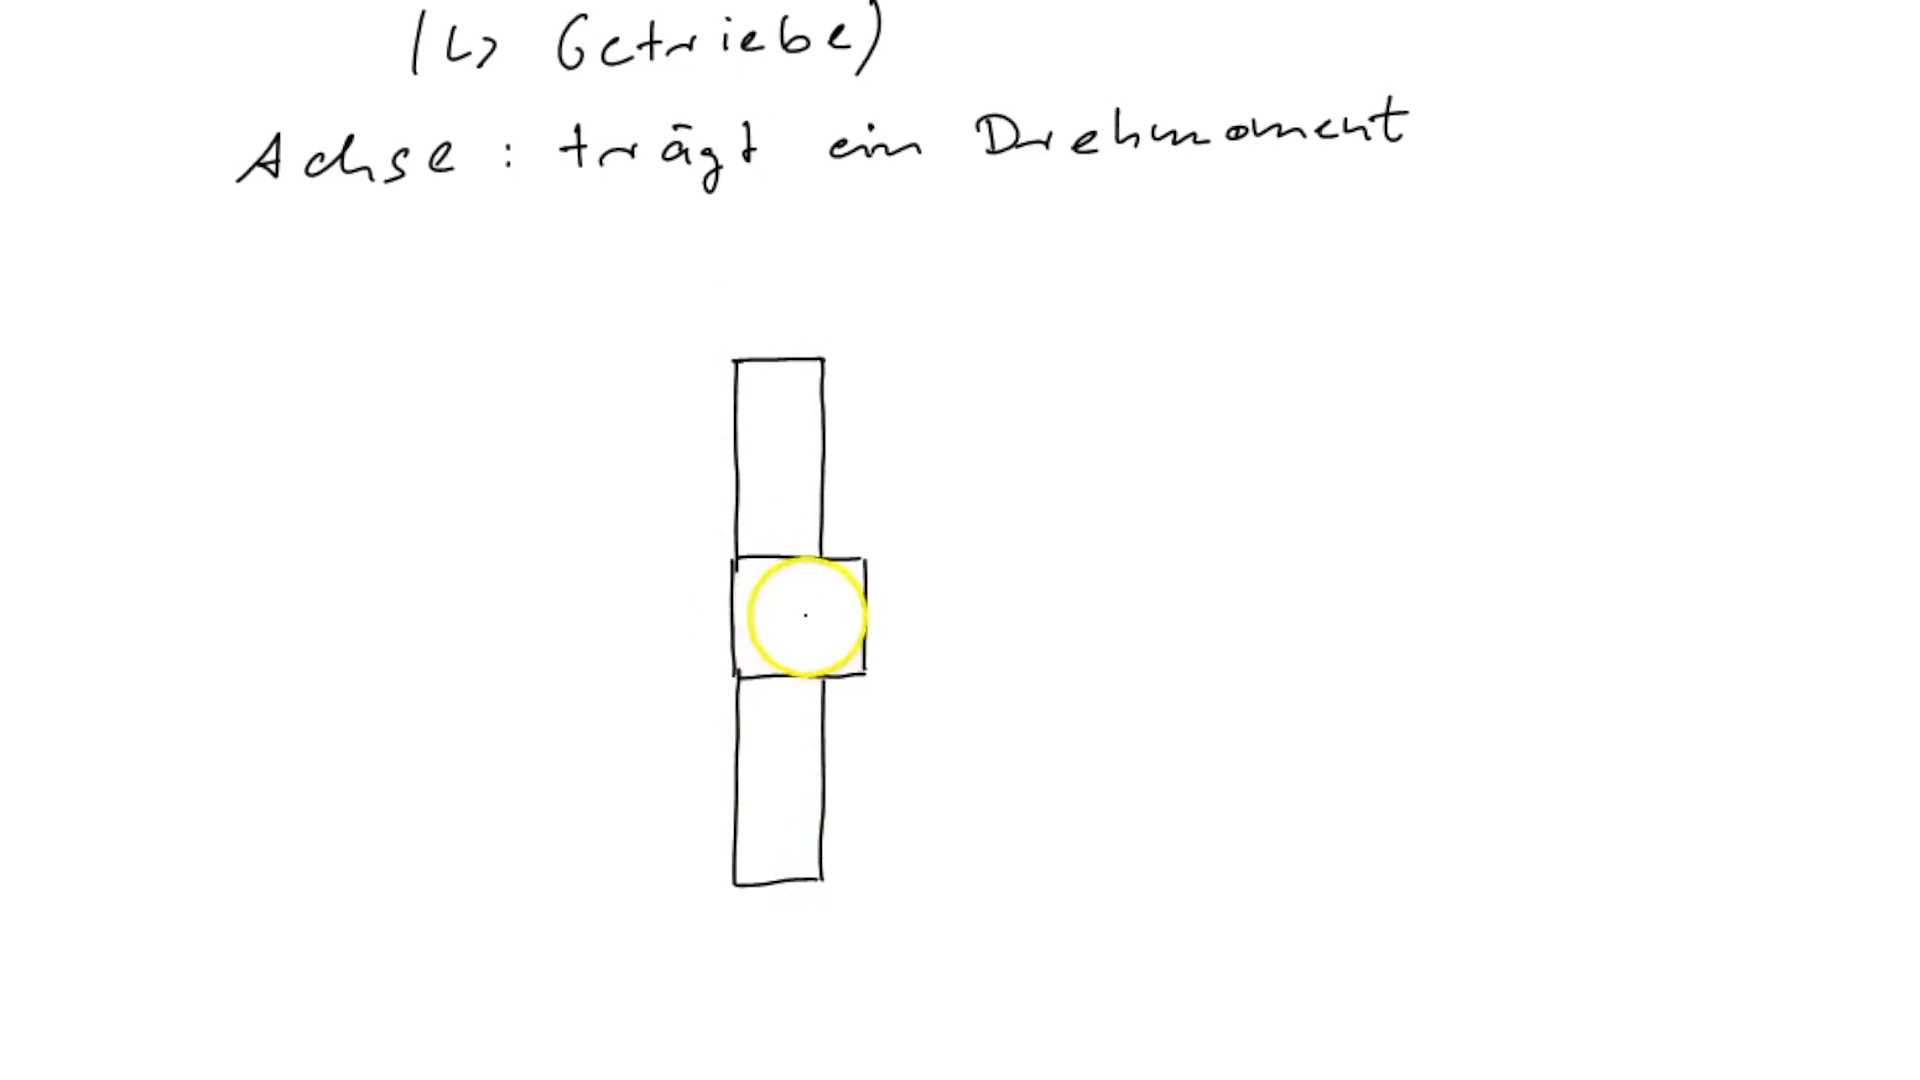 (↳ Getriebe)
Achse : trägt ein Drehmoment